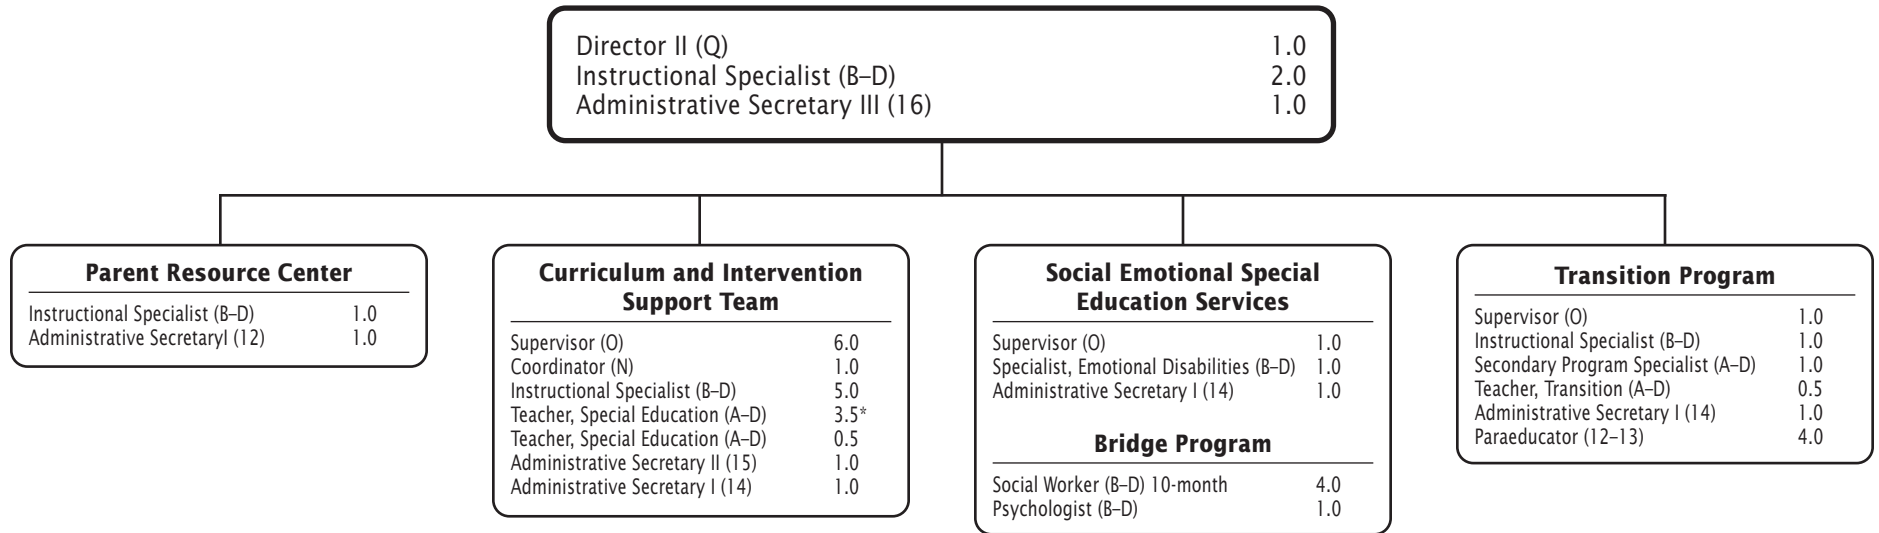 Director II (Q) 1.0
Instructional Specialist (B–D) 2.0
Administrative Secretary III (16) 1.0
Parent Resource Center
Instructional Specialist (B–D) 1.0
Administrative SecretaryI (12) 1.0
Curriculum and Intervention
Support Team
Supervisor (O) 6.0
Coordinator (N) 1.0
Instructional Specialist (B–D) 5.0
Teacher, Special Education (A–D) 3.5*
Teacher, Special Education (A–D) 0.5
Administrative Secretary II (15) 1.0
Administrative Secretary I (14) 1.0
Social Emotional Special
Education Services
Supervisor (O) 1.0
Specialist, Emotional Disabilities (B–D) 1.0
Administrative Secretary I (14) 1.0
Bridge Program
Social Worker (B–D) 10-month 4.0
Psychologist (B–D) 1.0
Transition Program
Supervisor (O) 1.0
Instructional Specialist (B–D) 1.0
Secondary Program Specialist (A–D) 1.0
Teacher, Transition (A–D) 0.5
Administrative Secretary I (14) 1.0
Paraeducator (12–13) 4.0